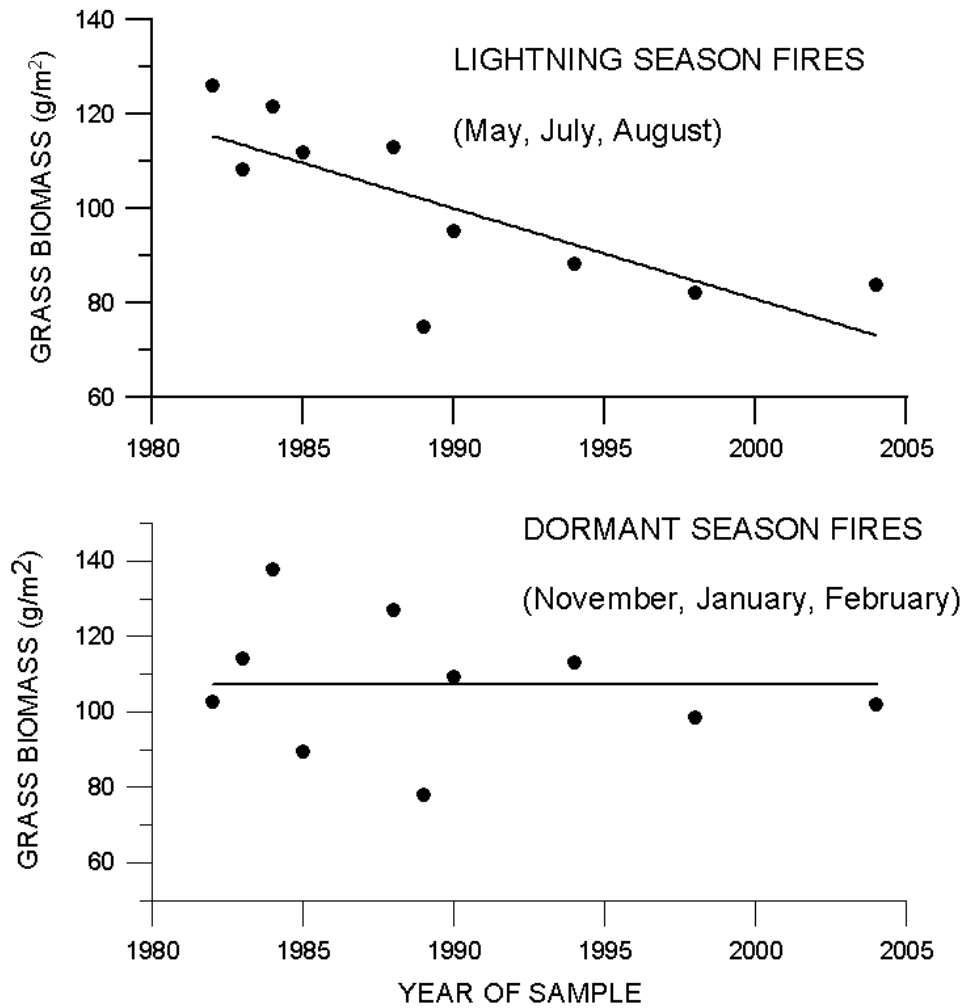 LIGHTNING SEASON FIRES
(May, July, August)
GRASS BIOMASS (g/m²)
140
120
100
80
60
1980 1985 1990 1995 2000 2005
DORMANT SEASON FIRES
(November, January, February)
GRASS BIOMASS (g/m²)
140
120
100
80
60
1980 1985 1990 1995 2000 2005
YEAR OF SAMPLE